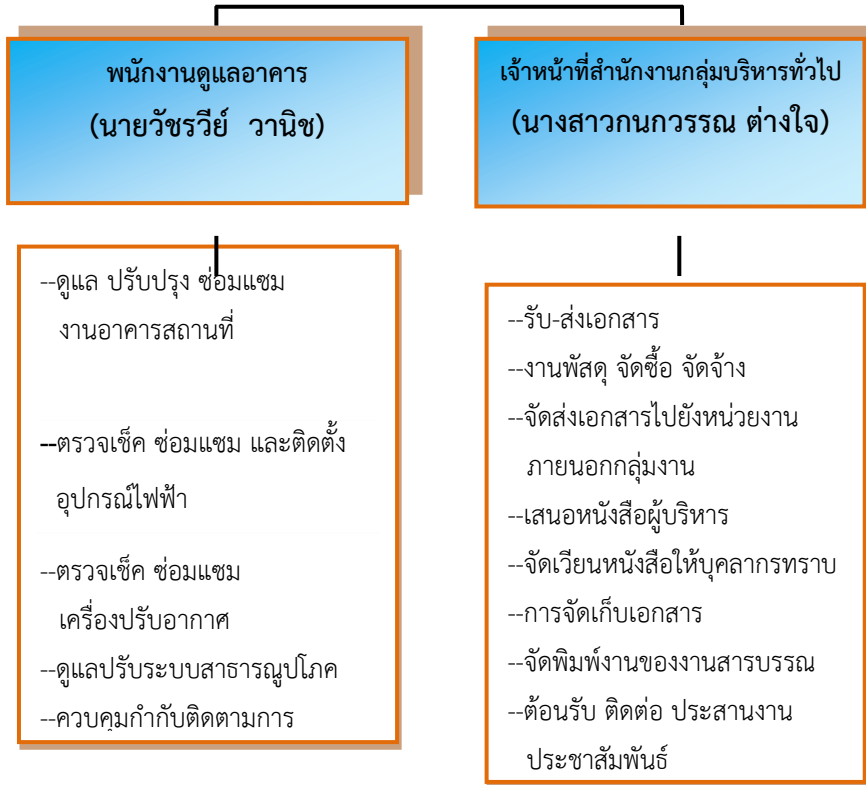 พนักงานดูแลอาคาร
(นายวัชรวีย์ วานิช)
--ดูแล ปรับปรุง ซ่อมแซม
งานอาคารสถานที่
--ตรวจเช็ค ซ่อมแซม และติดตั้ง
อุปกรณ์ไฟฟ้า
--ตรวจเช็ค ซ่อมแซม
เครื่องปรับอากาศ
--ดูแลปรับระบบสาธารณูปโภค
--ควบคุมกำกับติดตามการ
เจ้าหน้าที่สำนักงานกลุ่มบริหารทั่วไป
(นางสาวกนกวรรณ ต่างใจ)
--รับ-ส่งเอกสาร
--งานพัสดุ จัดซื้อ จัดจ้าง
--จัดส่งเอกสารไปยังหน่วยงาน
ภายนอกกลุ่มงาน
--เสนอหนังสือผู้บริหาร
--จัดเวียนหนังสือให้บุคลากรทราบ
--การจัดเก็บเอกสาร
--จัดพิมพ์งานของงานสารบรรณ
--ต้อนรับ ติดต่อ ประสานงาน
ประชาสัมพันธ์